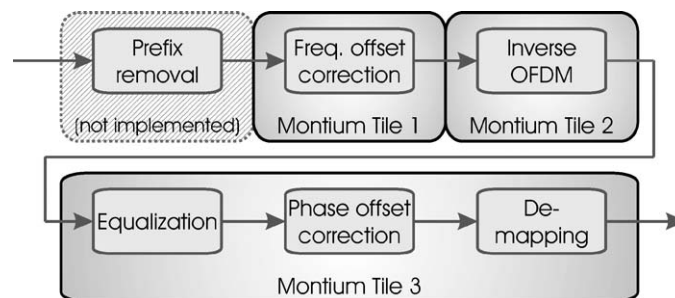 Prefix
removal
Freq. offset
correction
Inverse
OFDM
(not implemented)
Montium Tile 1
Montium Tile 2
Equalization
Phase offset
correction
De-
mapping
Montium Tile 3